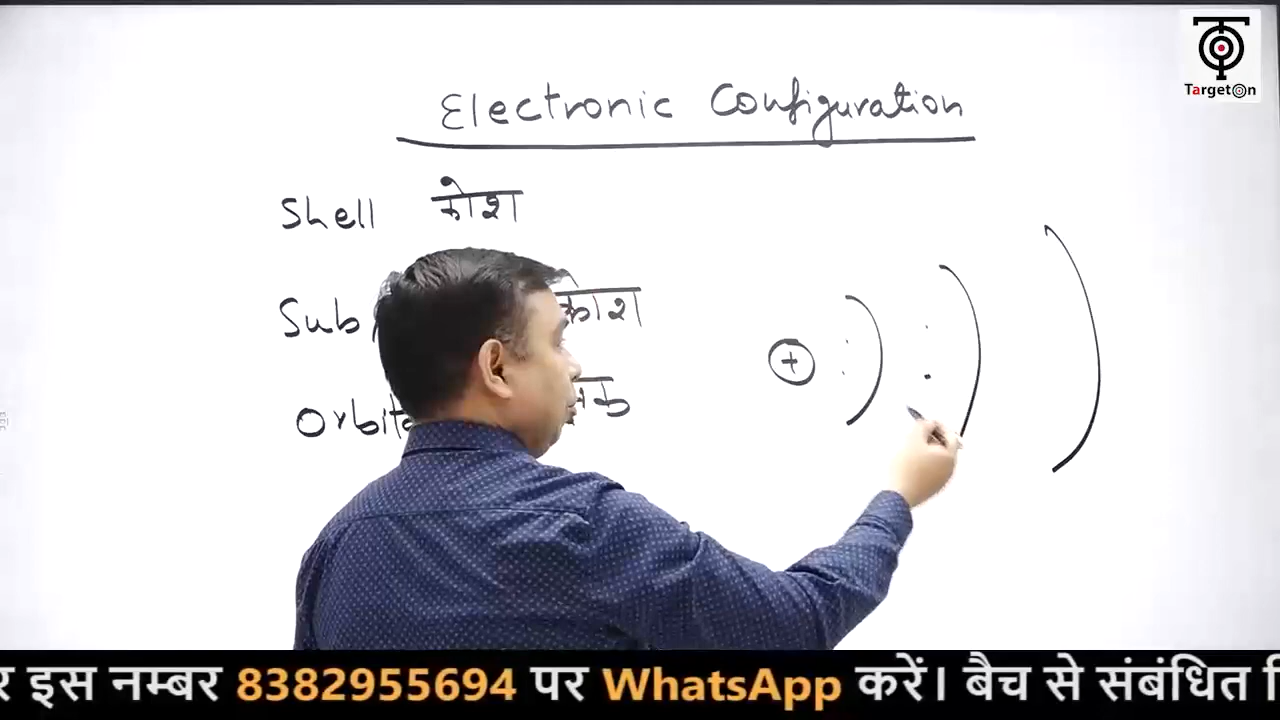 TargetOn
Electronic Configuration
Shell कोश
Sub कोश
Orbit
+
र इस नम्बर 8382955694 पर WhatsApp करें। बैच से संबंधित